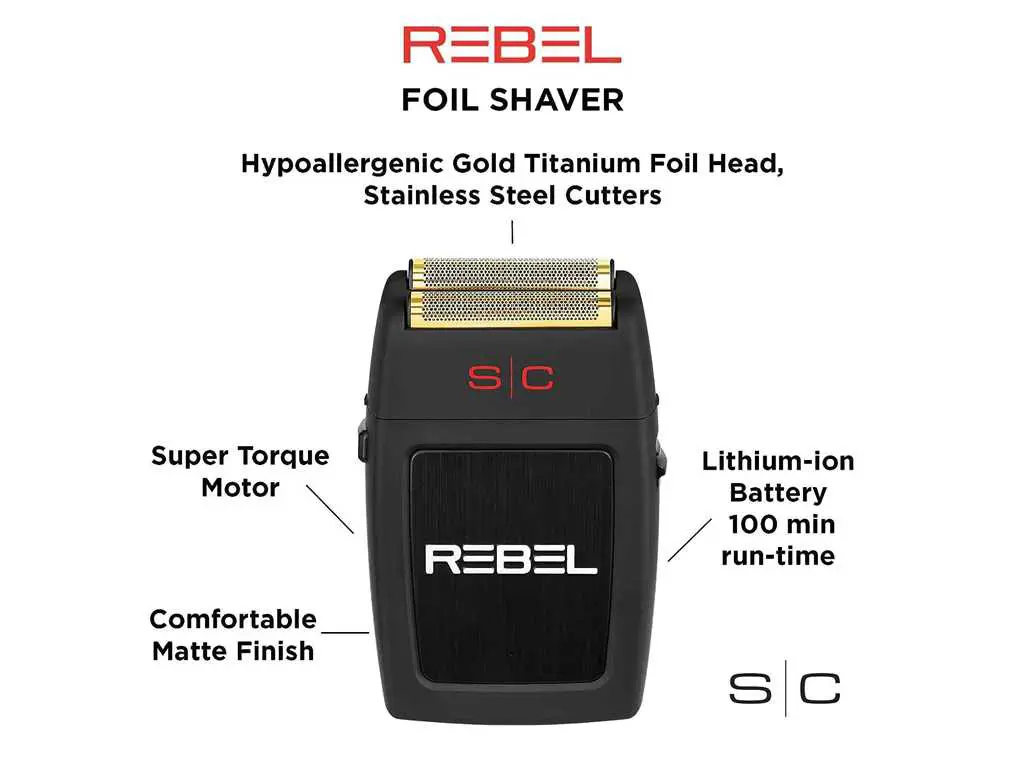 REBEL
FOIL SHAVER
Hypoallergenic Gold Titanium Foil Head,
Stainless Steel Cutters
S|C
Super Torque
Motor
Lithium-ion
Battery
100 min
run-time
REBEL
Comfortable
Matte Finish
S|C